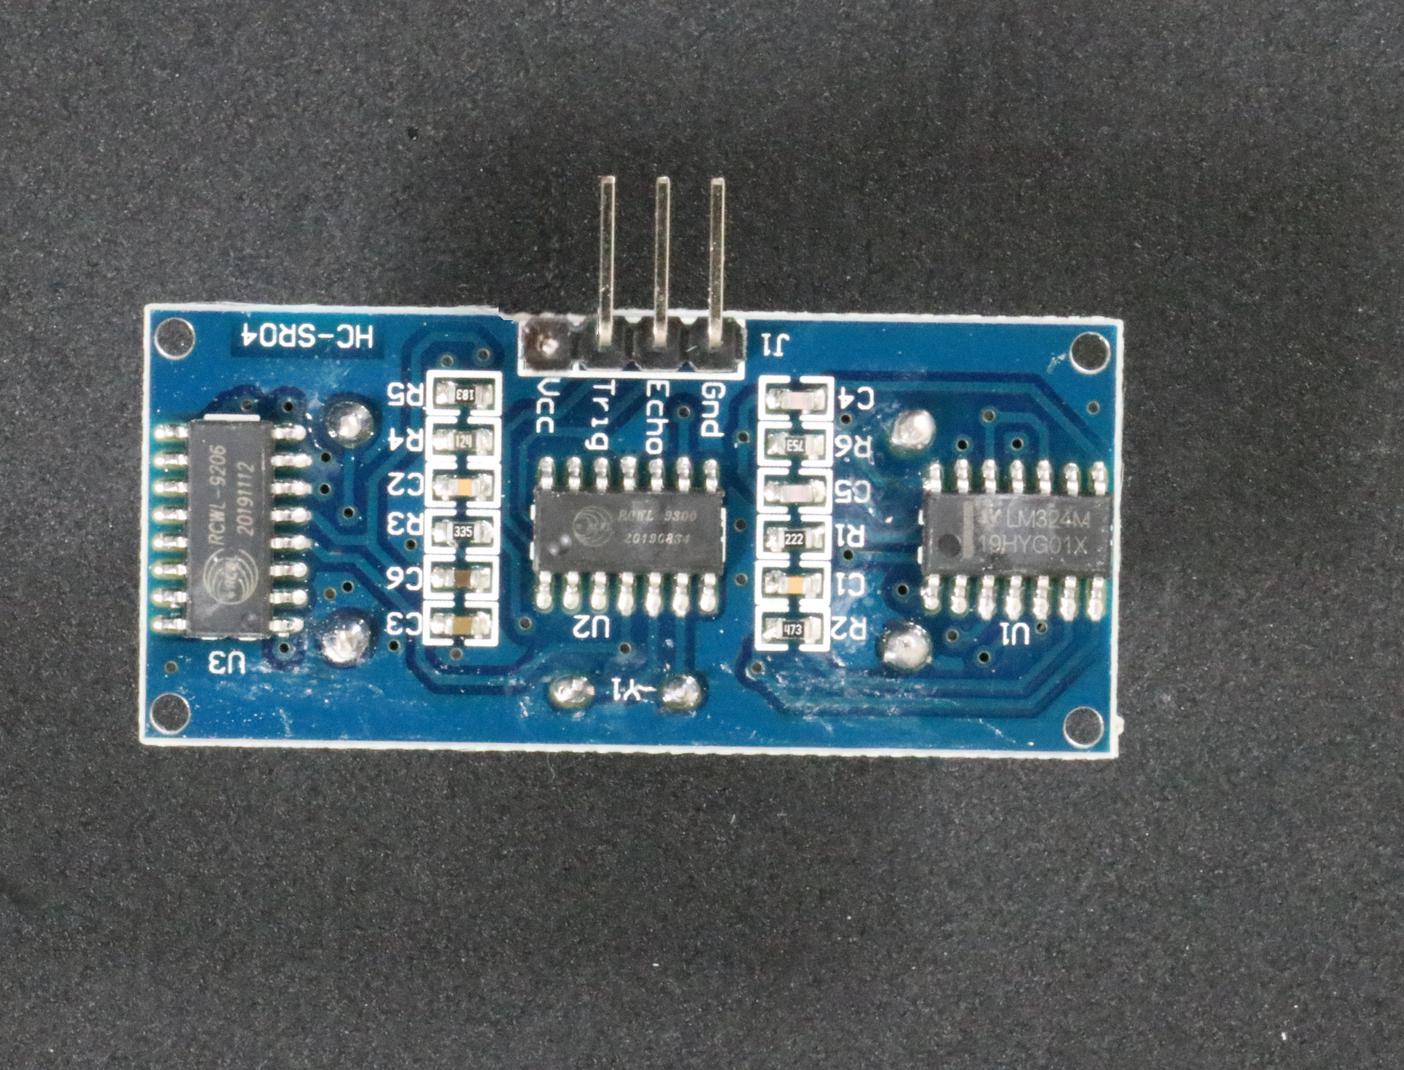 HC-SR04
J1
Vcc
Trig
Echo
Gnd
R5
183
R4
124
C2
R3
335
C6
C3
C4
R6
753
C5
R1
222
C1
R2
473
RCWL-9206
20191112
U3
RCWL-9300
20190834
U2
LM324M
19HYG01X
U1
Y1